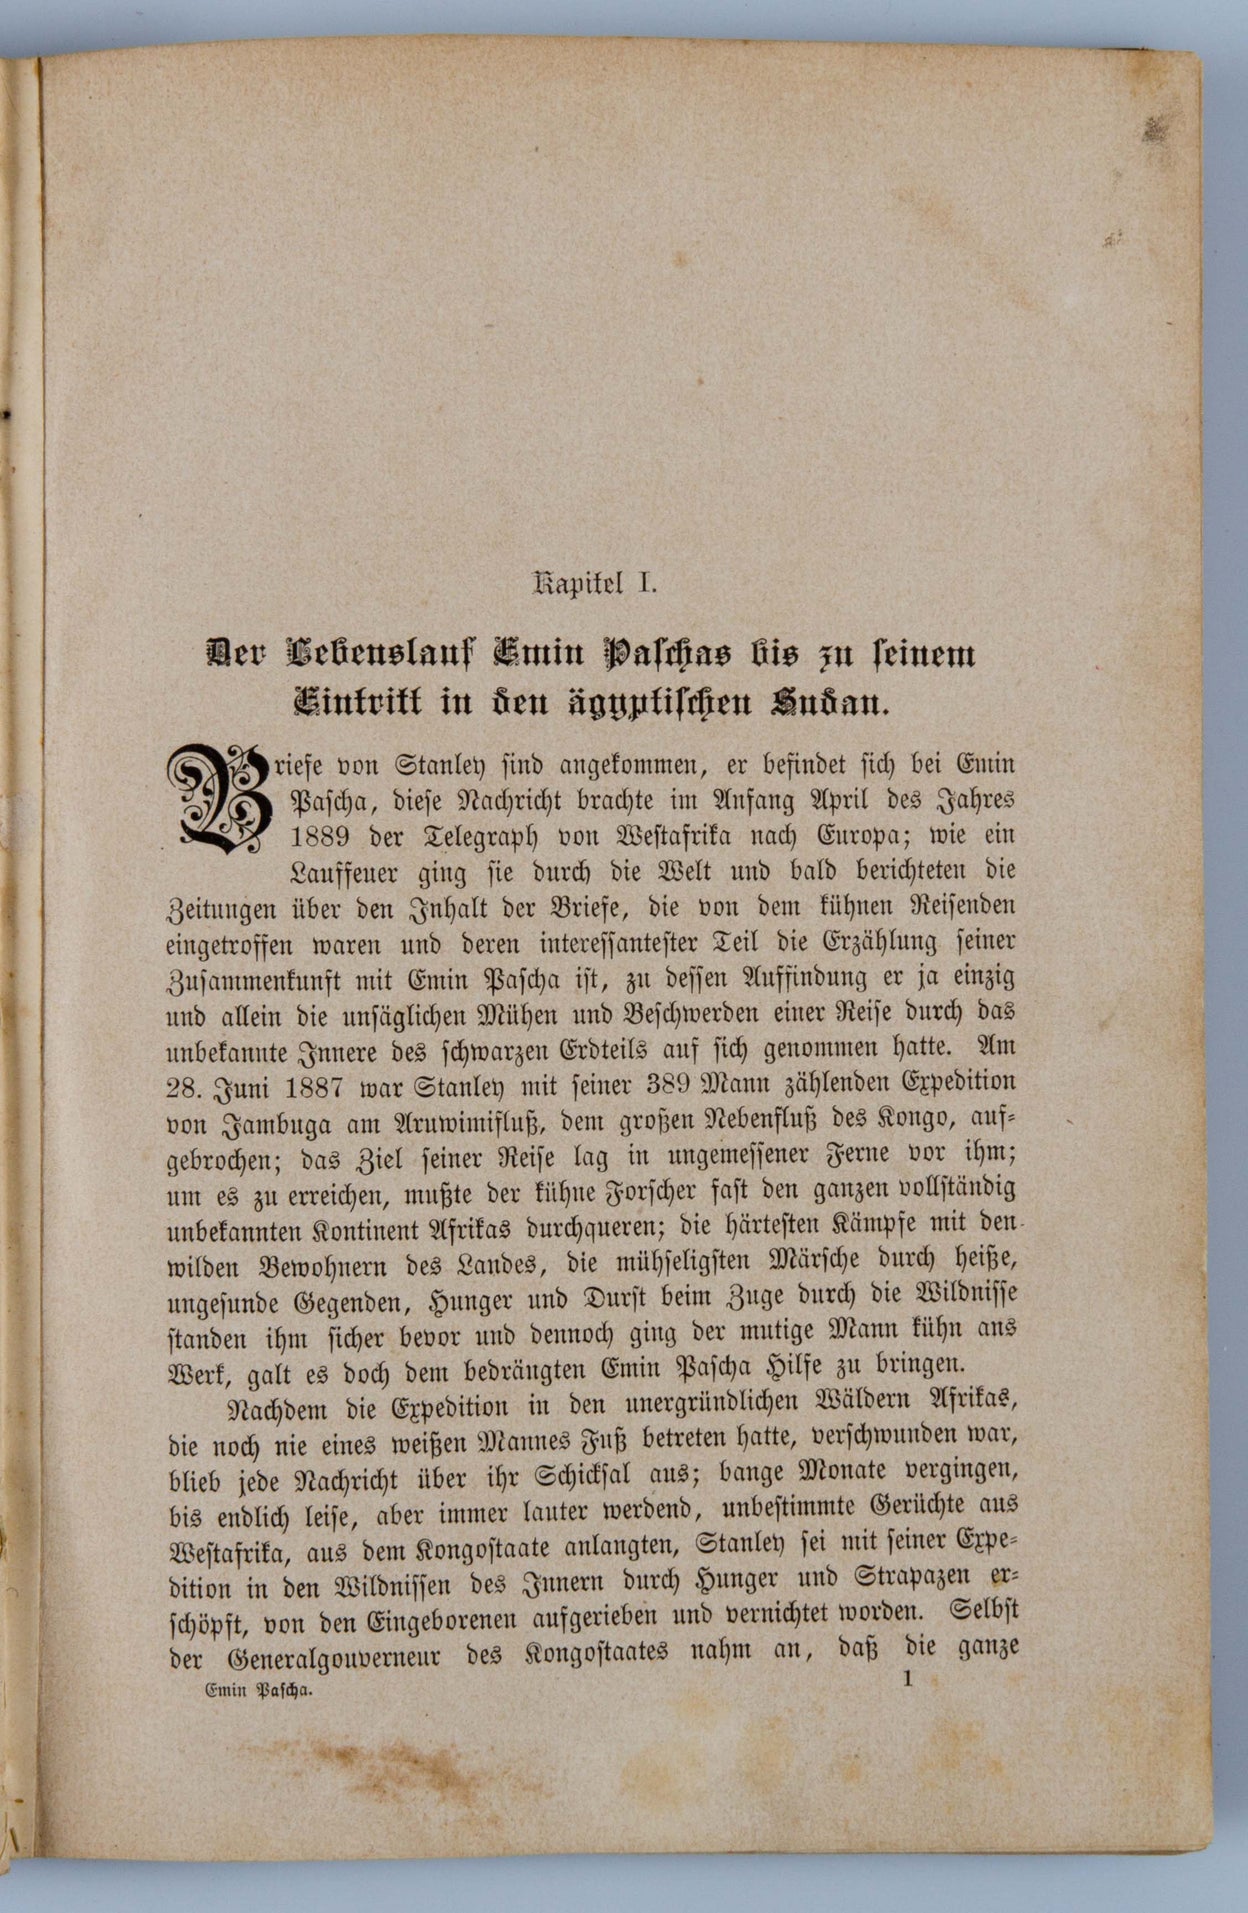 Kapitel I.
Der Lebenslauf Emin Paschas bis zu seinem
Eintritt in den ägyptischen Sudan.
Briefe von Stanley sind angekommen, er befindet sich bei Emin
Pascha, diese Nachricht brachte im Anfang April des Jahres
1889 der Telegraph von Westafrika nach Europa; wie ein
Lauffeuer ging sie durch die Welt und bald berichteten die
Zeitungen über den Inhalt der Briefe, die von dem kühnen Reisenden
eingetroffen waren und deren interessantester Teil die Erzählung seiner
Zusammenkunft mit Emin Pascha ist, zu dessen Auffindung er ja einzig
und allein die unsäglichen Mühen und Beschwerden einer Reise durch das
unbekannte Innere des schwarzen Erdteils auf sich genommen hatte. Am
28. Juni 1887 war Stanley mit seiner 389 Mann zählenden Expedition
von Jambuga am Aruwimifluß, dem großen Nebenfluß des Kongo, auf-
gebrochen; das Ziel seiner Reise lag in ungemessener Ferne vor ihm;
um es zu erreichen, mußte der kühne Forscher fast den ganzen vollständig
unbekannten Kontinent Afrikas durchqueren; die härtesten Kämpfe mit den
wilden Bewohnern des Landes, die mühseligsten Märsche durch heiße,
ungesunde Gegenden, Hunger und Durst beim Zuge durch die Wildnisse
standen ihm sicher bevor und dennoch ging der mutige Mann kühn ans
Werk, galt es doch dem bedrängten Emin Pascha Hilfe zu bringen.
Nachdem die Expedition in den unergründlichen Wäldern Afrikas,
die noch nie eines weißen Mannes Fuß betreten hatte, verschwunden war,
blieb jede Nachricht über ihr Schicksal aus; bange Monate vergingen,
bis endlich leise, aber immer lauter werdend, unbestimmte Gerüchte aus
Westafrika, aus dem Kongostaate anlangten, Stanley sei mit seiner Expe-
dition in den Wildnissen des Innern durch Hunger und Strapazen er-
schöpft, von den Eingeborenen aufgerieben und vernichtet worden. Selbst
der Generalgouverneur des Kongostaates nahm an, daß die ganze
Emin Pascha. 1